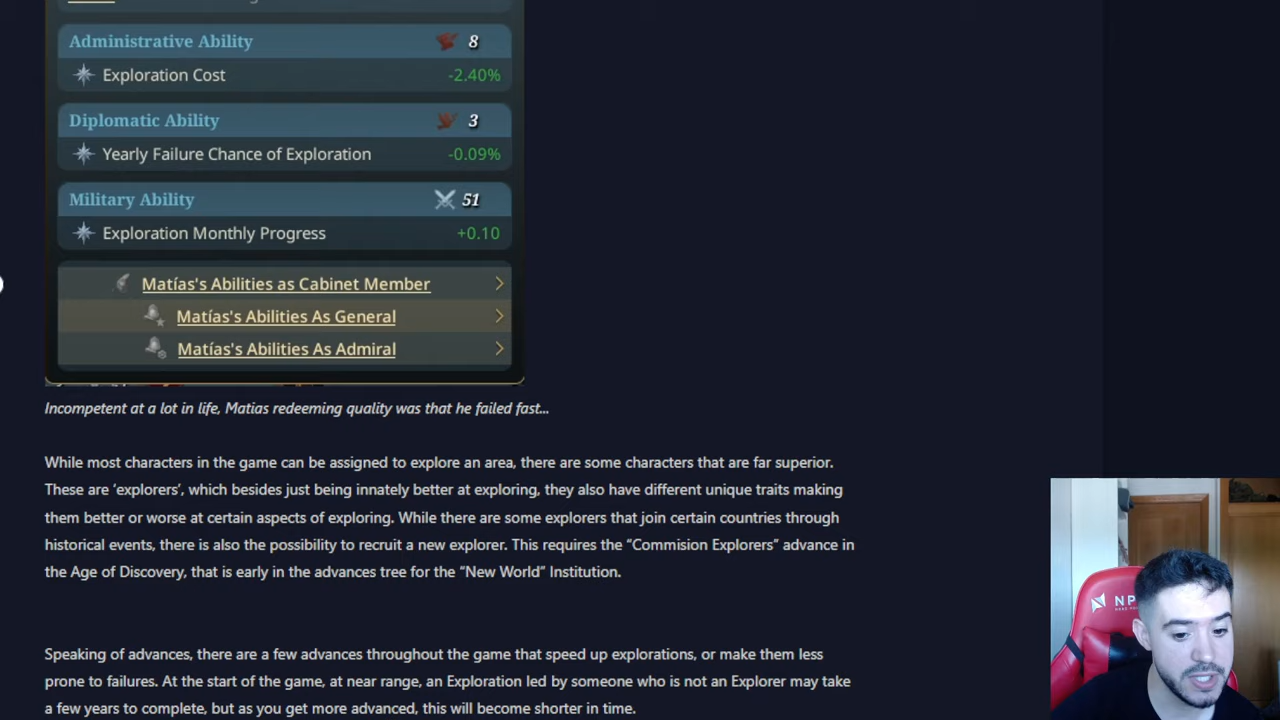 Administrative Ability 8
Exploration Cost -2.40%
Diplomatic Ability 3
Yearly Failure Chance of Exploration -0.09%
Military Ability 51
Exploration Monthly Progress +0.10
Matías's Abilities as Cabinet Member
Matías's Abilities As General
Matías's Abilities As Admiral
Incompetent at a lot in life, Matias redeeming quality was that he failed fast...
While most characters in the game can be assigned to explore an area, there are some characters that are far superior.
These are ‘explorers’, which besides just being innately better at exploring, they also have different unique traits making
them better or worse at certain aspects of exploring. While there are some explorers that join certain countries through
historical events, there is also the possibility to recruit a new explorer. This requires the “Commision Explorers” advance in
the Age of Discovery, that is early in the advances tree for the “New World” Institution.
Speaking of advances, there are a few advances throughout the game that speed up explorations, or make them less
prone to failures. At the start of the game, at near range, an Exploration led by someone who is not an Explorer may take
a few years to complete, but as you get more advanced, this will become shorter in time.